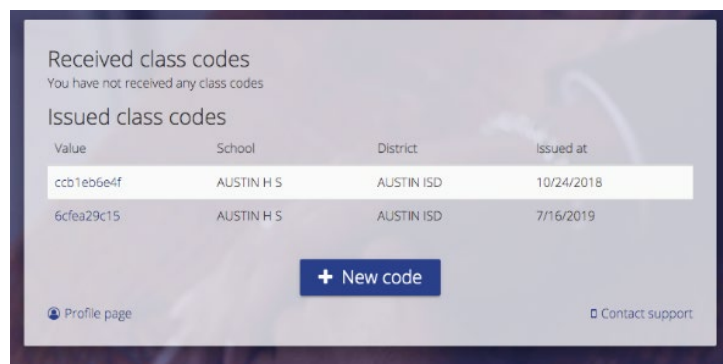 Received class codes
You have not received any class codes
Issued class codes
Value School District Issued at
ccb1eb6e4f AUSTIN H S AUSTIN ISD 10/24/2018
6cfea29c15 AUSTIN H S AUSTIN ISD 7/16/2019
+ New code
Profile page Contact support